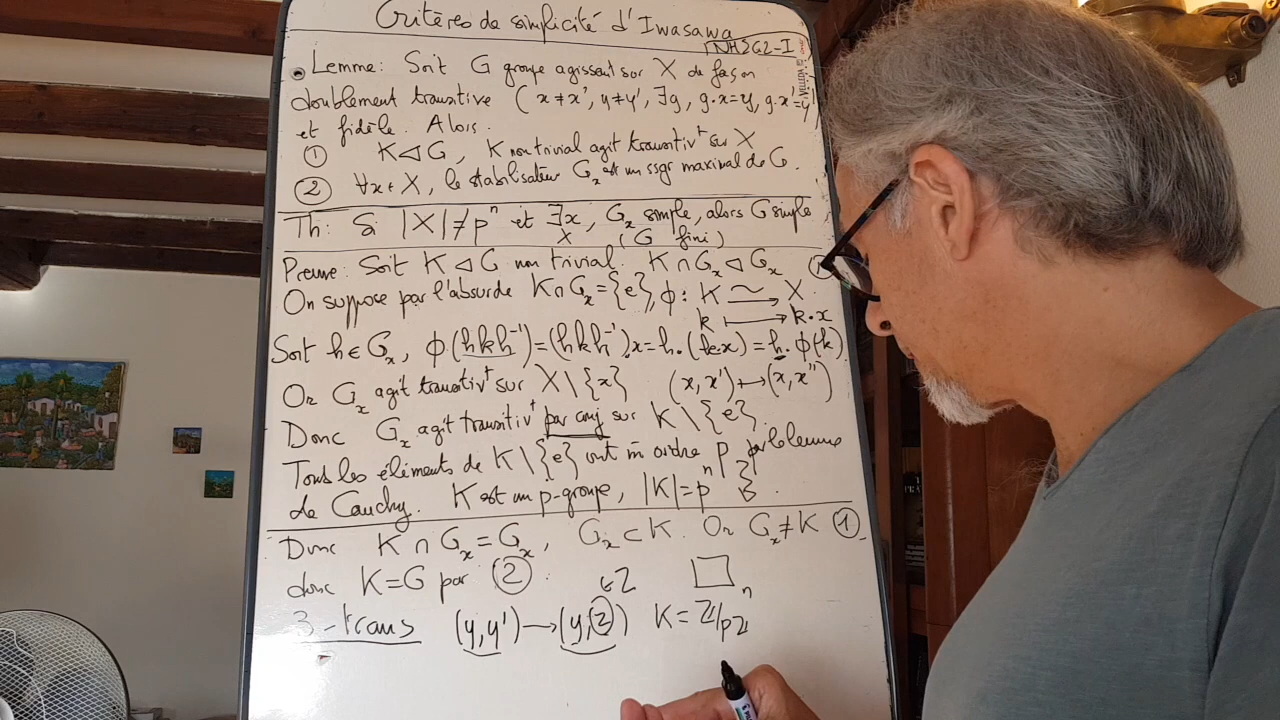 Critères de simplicité d'Iwasawa
NH2G2-I
VELLEDA
• Lemme: Soit G groupe agissant sur X de façon
doublement transitive (x≠x', y≠y', ∃g, g.x=y, g.x'=y'
et fidèle. Alors.
① K◁G, K non trivial agit transitivᵗ sur X
② ∀x∈X, le stabilisateur Gₓ est un ssgr maximal de G.
Th: Si |X|≠pⁿ et ∃x, Gₓ simple, alors G simple
X (G fini)
Preuve: Soit K◁G non trivial. K∩Gₓ◁Gₓ
On suppose par l'absurde K∩Gₓ={e}, ϕ: K ⥲ X
k ↦ k.x
Soit h∈Gₓ, ϕ(hkh⁻¹)=(hkh⁻¹).x=h.(k.x)=h.ϕ(k).
Or Gₓ agit transitivᵗ sur X\{x} (x,x')↦(x,x'')
Donc Gₓ agit transitivᵗ par conj sur K\{e}.
Tous les éléments de K\{e} ont m̂ ordre p par le lemme
de Cauchy. K est un p-groupe, |K|=pⁿ
Donc K∩Gₓ=Gₓ, Gₓ⊂K. Or Gₓ≠K ①
donc K=G par ②. □
3-trans (y,y')→(y,z) K=ℤ/pℤⁿ